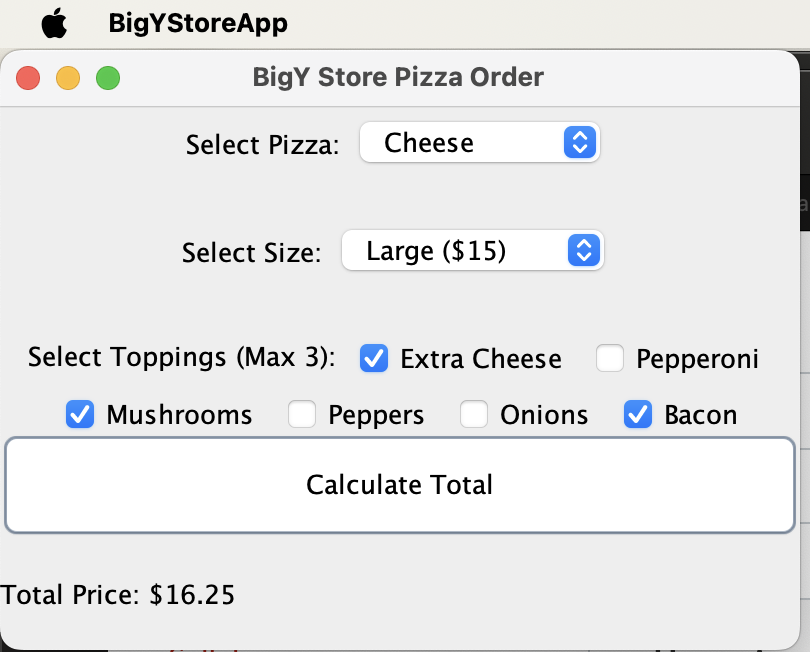 BigYStoreApp
BigY Store Pizza Order
Select Pizza: Cheese
Select Size: Large ($15)
Select Toppings (Max 3): Extra Cheese Pepperoni
Mushrooms Peppers Onions Bacon
Calculate Total
Total Price: $16.25